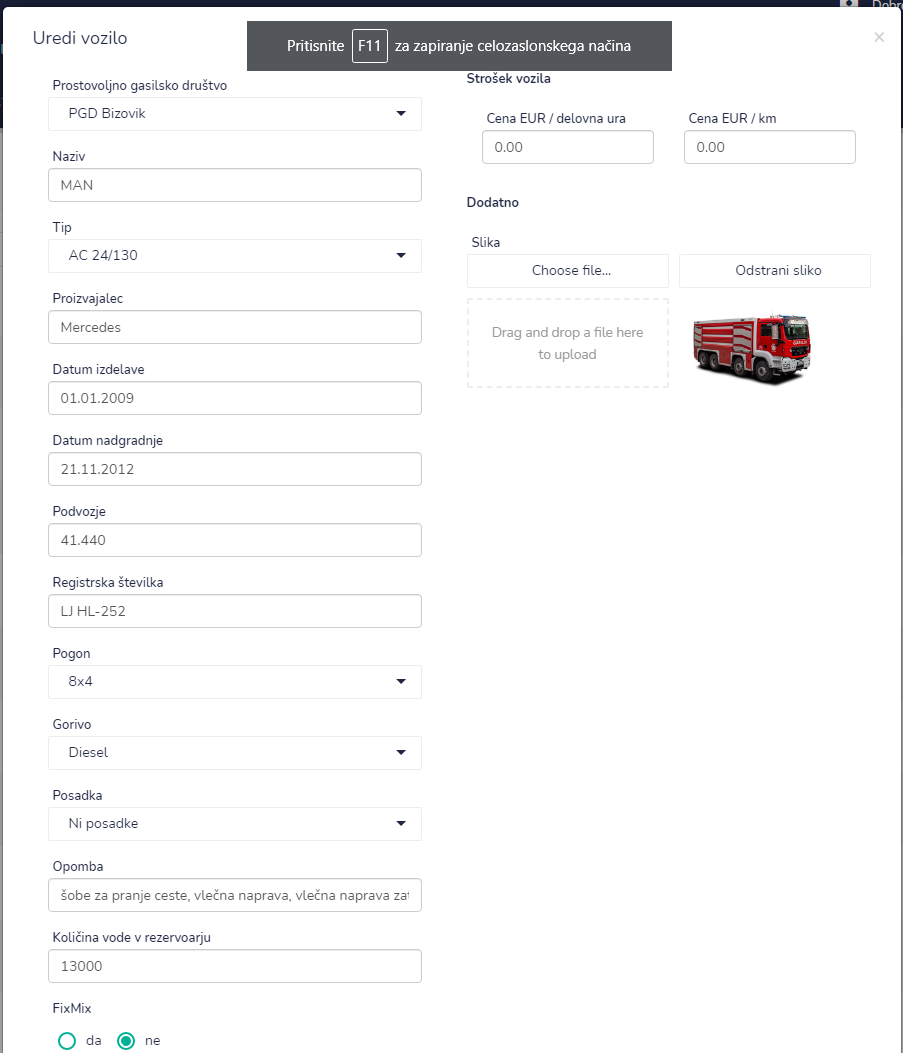 Dobro
Uredi vozilo
Pritisnite F11 za zapiranje celozaslonskega načina
×
Prostovoljno gasilsko društvo
PGD Bizovik
Naziv
MAN
Tip
AC 24/130
Proizvajalec
Mercedes
Datum izdelave
01.01.2009
Datum nadgradnje
21.11.2012
Podvozje
41.440
Registrska številka
LJ HL-252
Pogon
8x4
Gorivo
Diesel
Posadka
Ni posadke
Opomba
šobe za pranje ceste, vlečna naprava, vlečna naprava zat
Količina vode v rezervoarju
13000
FixMix
da ne
Strošek vozila
Cena EUR / delovna ura Cena EUR / km
0.00 0.00
Dodatno
Slika
Choose file... Odstrani sliko
Drag and drop a file here
to upload